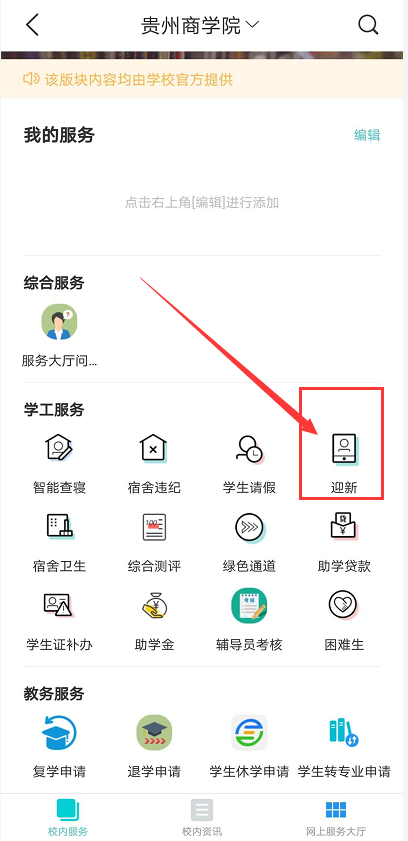 贵州商学院
该版块内容均由学校官方提供
我的服务 编辑
点击右上角[编辑]进行添加
综合服务
服务大厅问...
学工服务
智能查寝 宿舍违纪 学生请假 迎新
宿舍卫生 综合测评 绿色通道 助学贷款
学生证补办 助学金 辅导员考核 困难生
教务服务
复学申请 退学申请 学生休学申请 学生转专业申请
校内服务 校内资讯 网上服务大厅